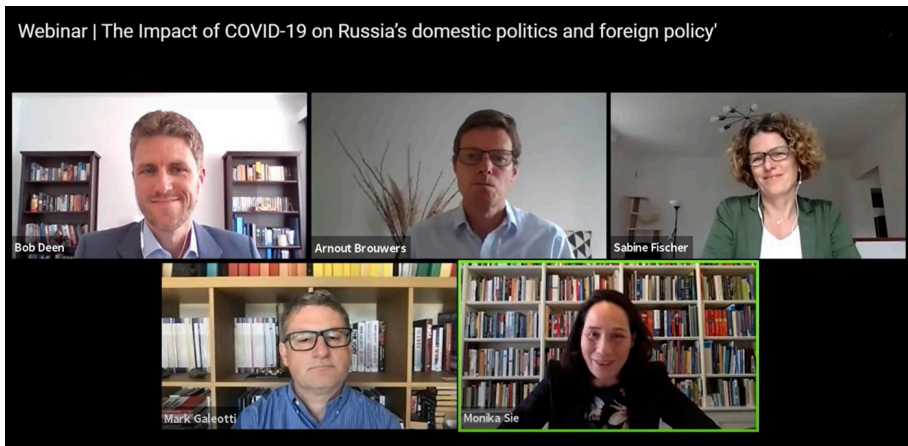 Webinar | The Impact of COVID-19 on Russia’s domestic politics and foreign policy'
Bob Deen
Arnout Brouwers
Sabine Fischer
Mark Galeotti
Monika Sie